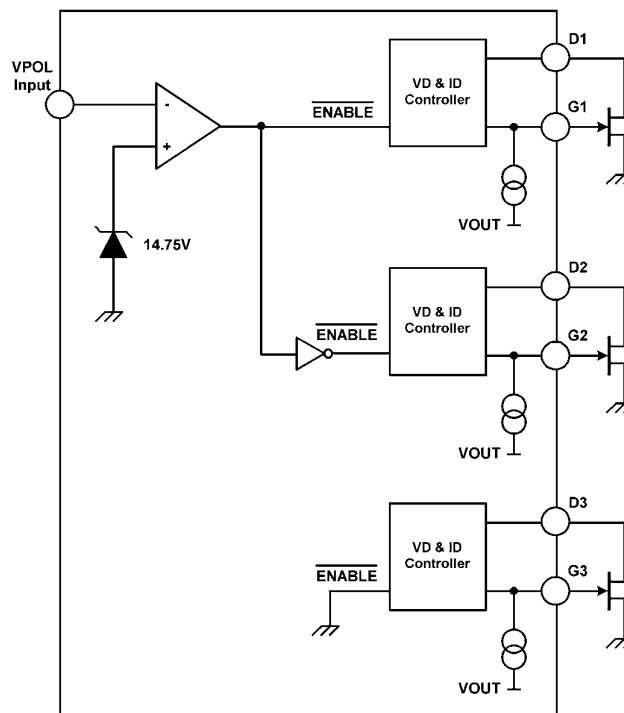 VPOL
Input
-
+
14.75V
ENABLE
VD & ID
Controller
D1
G1
VOUT
ENABLE
VD & ID
Controller
D2
G2
VOUT
ENABLE
VD & ID
Controller
D3
G3
VOUT